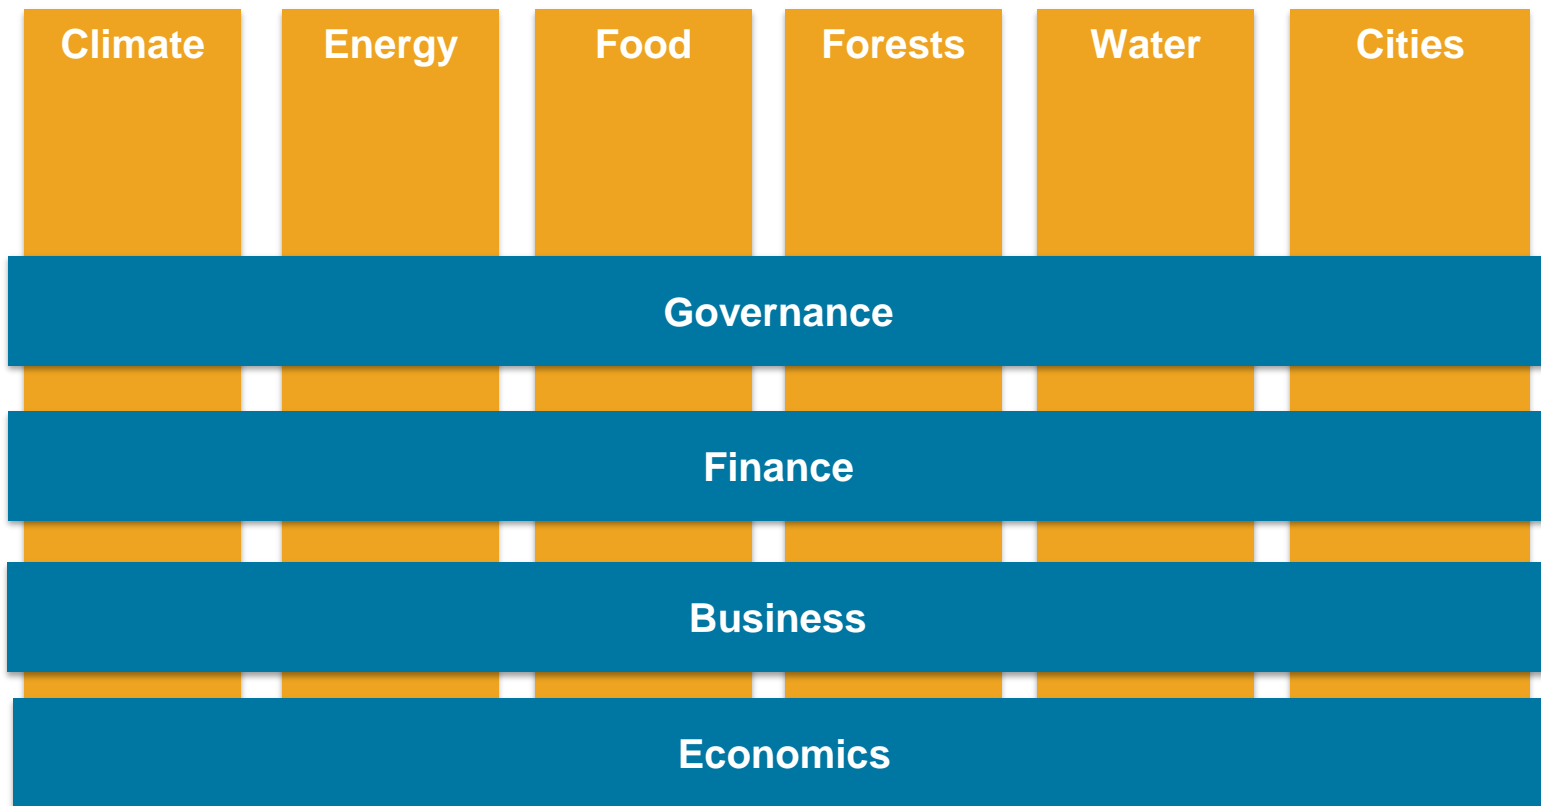 Climate
Energy
Food
Forests
Water
Cities
Governance
Finance
Business
Economics